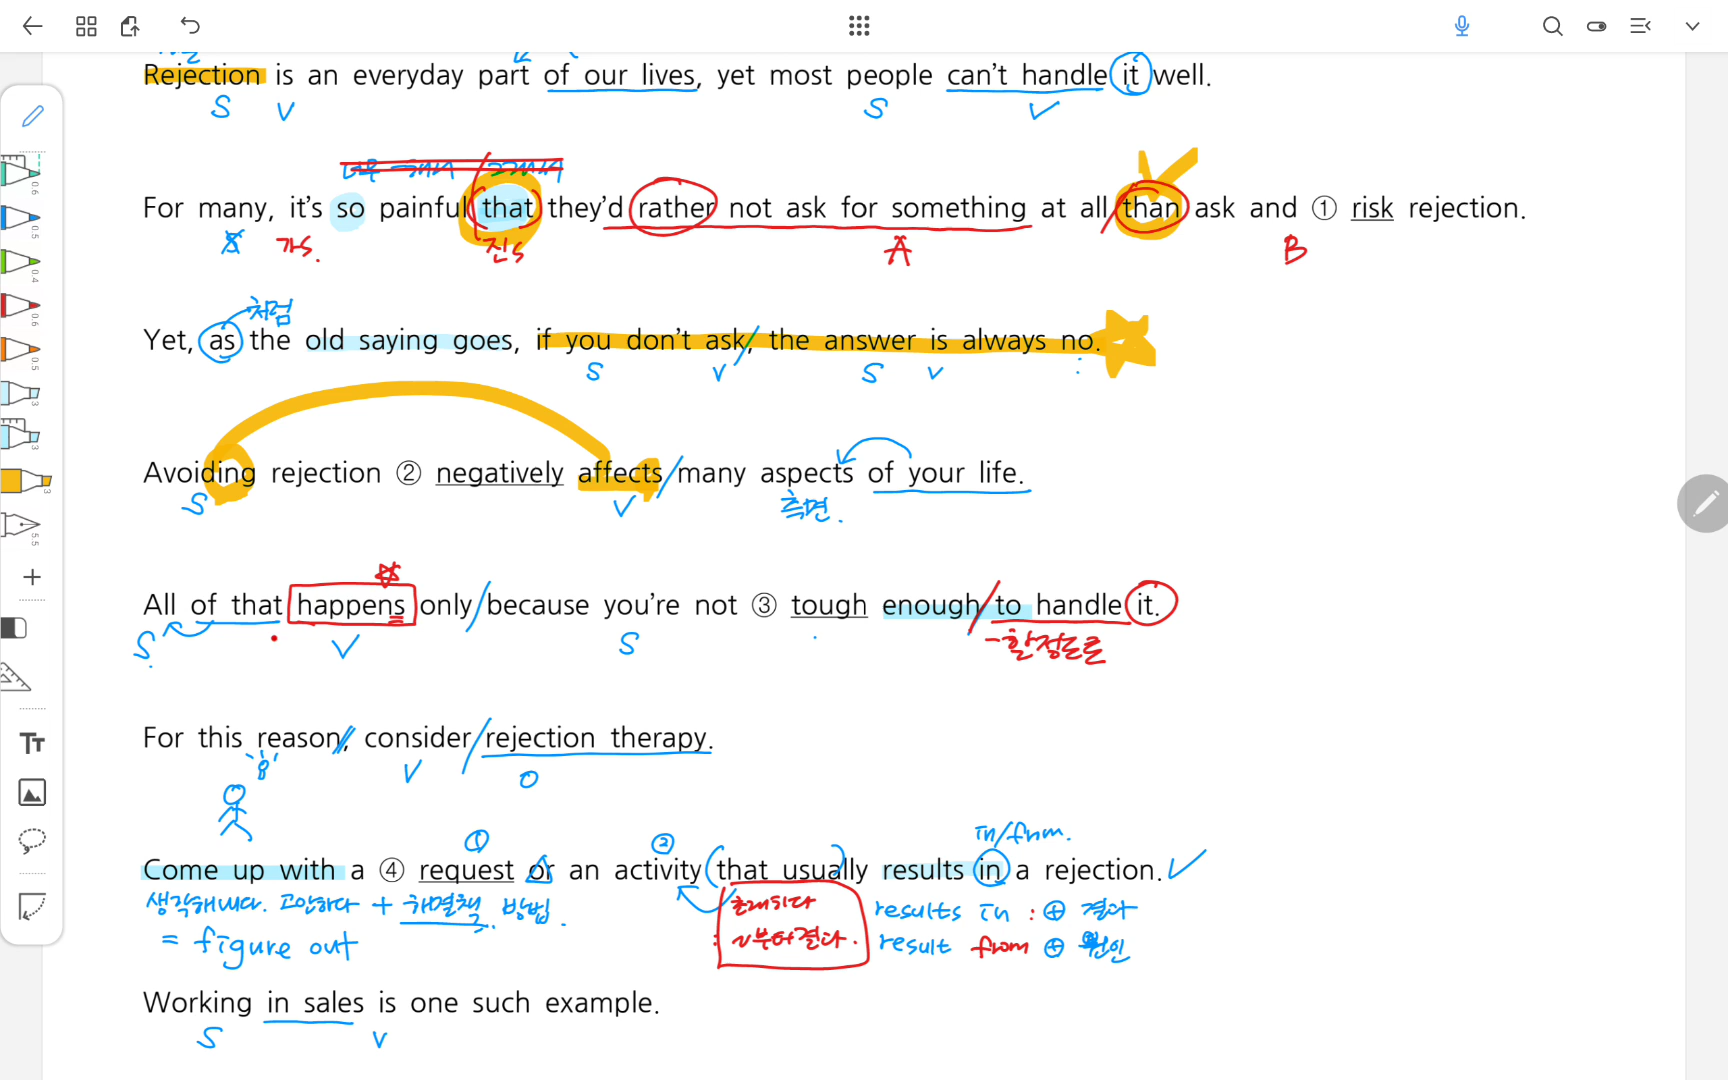 Rejection is an everyday part of our lives, yet most people can't handle it well.
S V S V
For many, it's so painful that they'd rather not ask for something at all than ask and ① risk rejection.
가S. 진S A B
처럼
Yet, as the old saying goes, if you don't ask, the answer is always no.
S V S V
Avoiding rejection ② negatively affects many aspects of your life.
S V 측면.
All of that happens only because you're not ③ tough enough to handle it.
S V S ~할정도로
For this reason, consider rejection therapy.
V O
① ② in/from.
Come up with a ④ request or an activity that usually results in a rejection.
생각해내다. 고안하다 + 해결책, 방법. 초래하다 results in : ⊕ 결과
= figure out : ~부터결과. result from ⊕ 원인
Working in sales is one such example.
S V